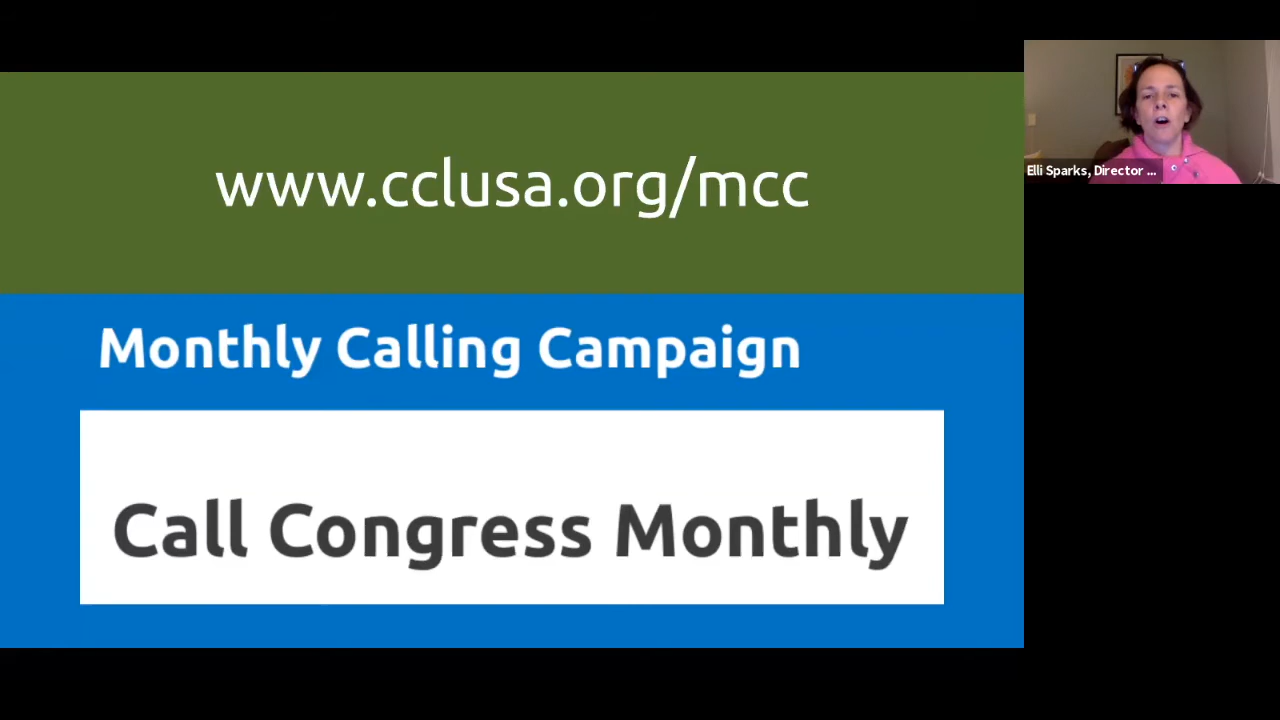 www.cclusa.org/mcc
Elli Sparks, Director ...
Monthly Calling Campaign
Call Congress Monthly